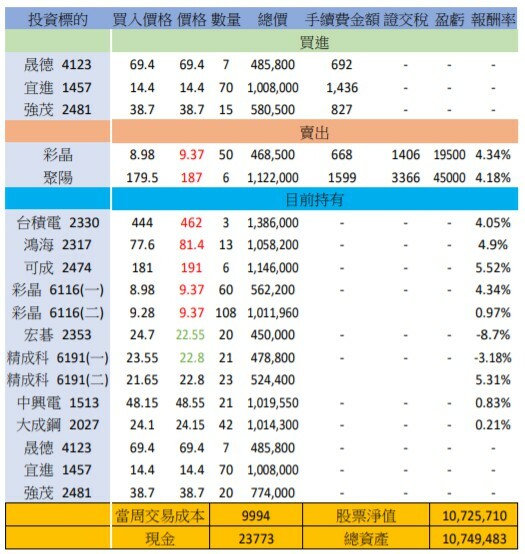 投資標的 買入價格 價格 數量 總價 手續費金額 證交稅 盈虧 報酬率
買進
晟德 4123 69.4 69.4 7 485,800 692 - - -
宜進 1457 14.4 14.4 70 1,008,000 1,436 - - -
強茂 2481 38.7 38.7 15 580,500 827 - - -
賣出
彩晶 8.98 9.37 50 468,500 668 1406 19500 4.34%
聚陽 179.5 187 6 1,122,000 1599 3366 45000 4.18%
目前持有
台積電 2330 444 462 3 1,386,000 - - - 4.05%
鴻海 2317 77.6 81.4 13 1,058,200 - - - 4.9%
可成 2474 181 191 6 1,146,000 - - - 5.52%
彩晶 6116(一) 8.98 9.37 60 562,200 - - - 4.34%
彩晶 6116(二) 9.28 9.37 108 1,011,960 - - - 0.97%
宏碁 2353 24.7 22.55 20 450,000 - - - -8.7%
精成科 6191(一) 23.55 22.8 21 478,800 - - - -3.18%
精成科 6191(二) 21.65 22.8 23 524,400 - - - 5.31%
中興電 1513 48.15 48.55 21 1,019,550 - - - 0.83%
大成鋼 2027 24.1 24.15 42 1,014,300 - - - 0.21%
晟德 4123 69.4 69.4 7 485,800 - - -
宜進 1457 14.4 14.4 70 1,008,000 - - -
強茂 2481 38.7 38.7 20 774,000 - - -
當周交易成本 9994 股票淨值 10,725,710
現金 23773 總資產 10,749,483